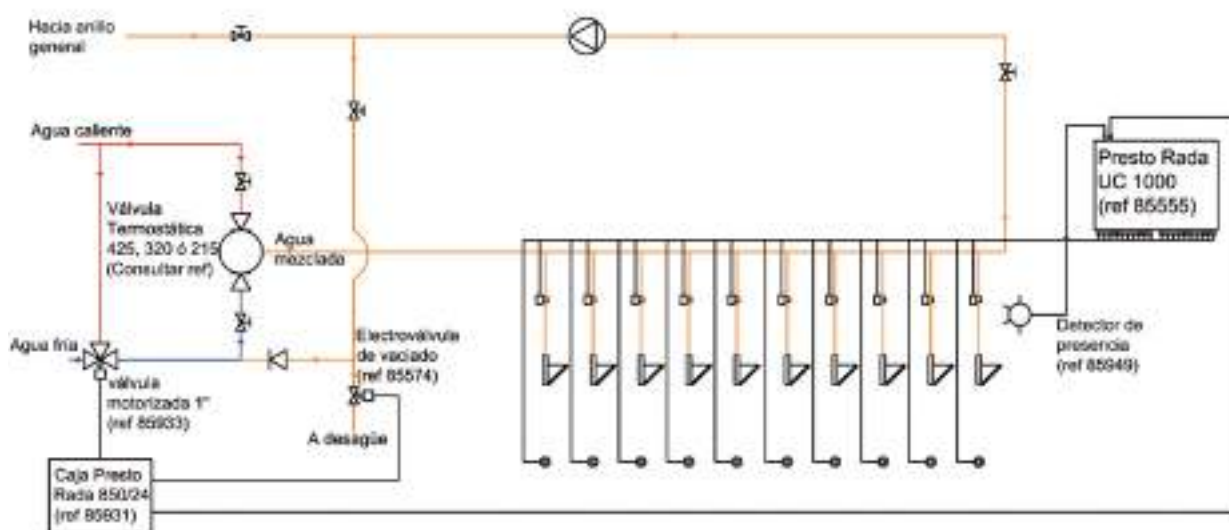 Hacia anillo
general
Agua caliente
Válvula
Termostática
425, 320 ó 215
(Consultar ref)
Agua
mezclada
Agua fría
válvula
motorizada 1"
(ref 85933)
Electroválvula
de vaciado
(ref 85574)
A desagüe
Caja Presto
Rada 850/24
(ref 85931)
Presto Rada
UC 1000
(ref 85555)
Detector de
presencia
(ref 85949)